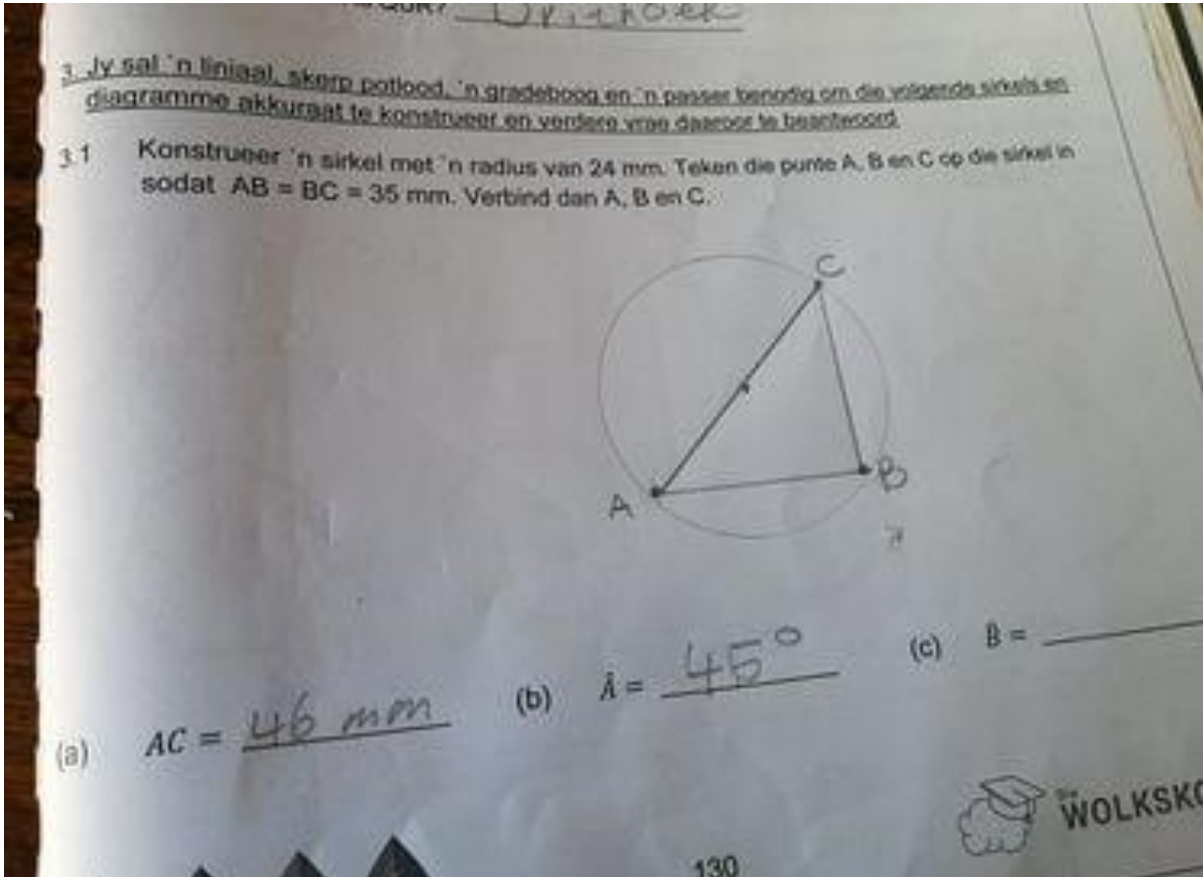 Driehoek
3. Jy sal 'n liniaal, skerp potlood, 'n gradeboog en 'n passer benodig om die volgende sirkels en
diagramme akkuraat te konstrueer en verdere vrae daaroor te beantwoord.
3.1 Konstrueer 'n sirkel met 'n radius van 24 mm. Teken die punte A, B en C op die sirkel in
sodat AB = BC = 35 mm. Verbind dan A, B en C.
C
A
B
(a) AC = 46 mm (b) Â = 45° (c) B̂ =
Die
WOLKSKO
130